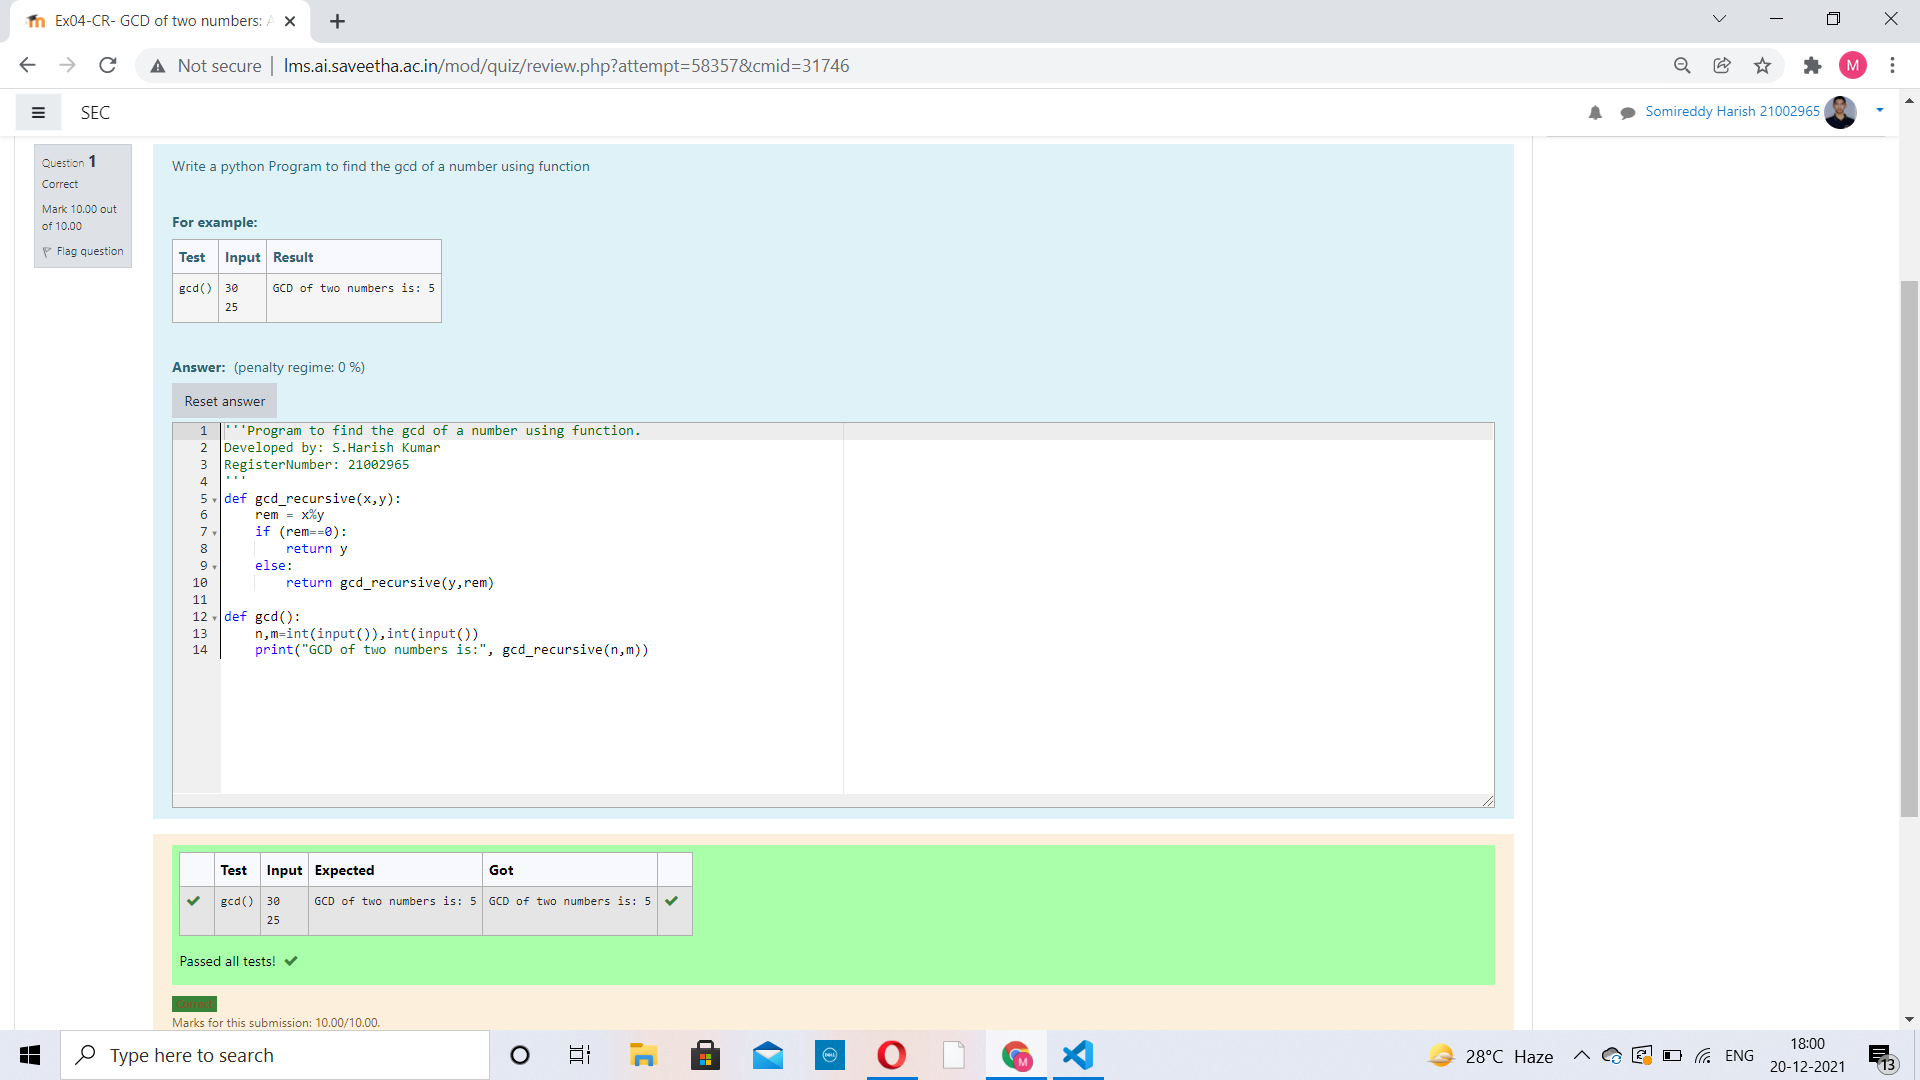 Ex04-CR- GCD of two numbers:
Not secure | lms.ai.saveetha.ac.in/mod/quiz/review.php?attempt=58357&cmid=31746
M
SEC
Somireddy Harish 21002965
Question 1
Correct
Mark 10.00 out
of 10.00
Flag question
Write a python Program to find the gcd of a number using function
For example:
Test Input Result
gcd() 30 GCD of two numbers is: 5
25
Answer: (penalty regime: 0 %)
Reset answer
1 '''Program to find the gcd of a number using function.
2 Developed by: S.Harish Kumar
3 RegisterNumber: 21002965
4 '''
5 def gcd_recursive(x,y):
6 rem = x%y
7 if (rem==0):
8 return y
9 else:
10 return gcd_recursive(y,rem)
11
12 def gcd():
13 n,m=int(input()),int(input())
14 print("GCD of two numbers is:", gcd_recursive(n,m))
Test Input Expected Got
gcd() 30 GCD of two numbers is: 5 GCD of two numbers is: 5
25
Passed all tests!
Correct
Marks for this submission: 10.00/10.00.
Type here to search
DELL
M
28°C Haze
ENG
18:00
20-12-2021
13